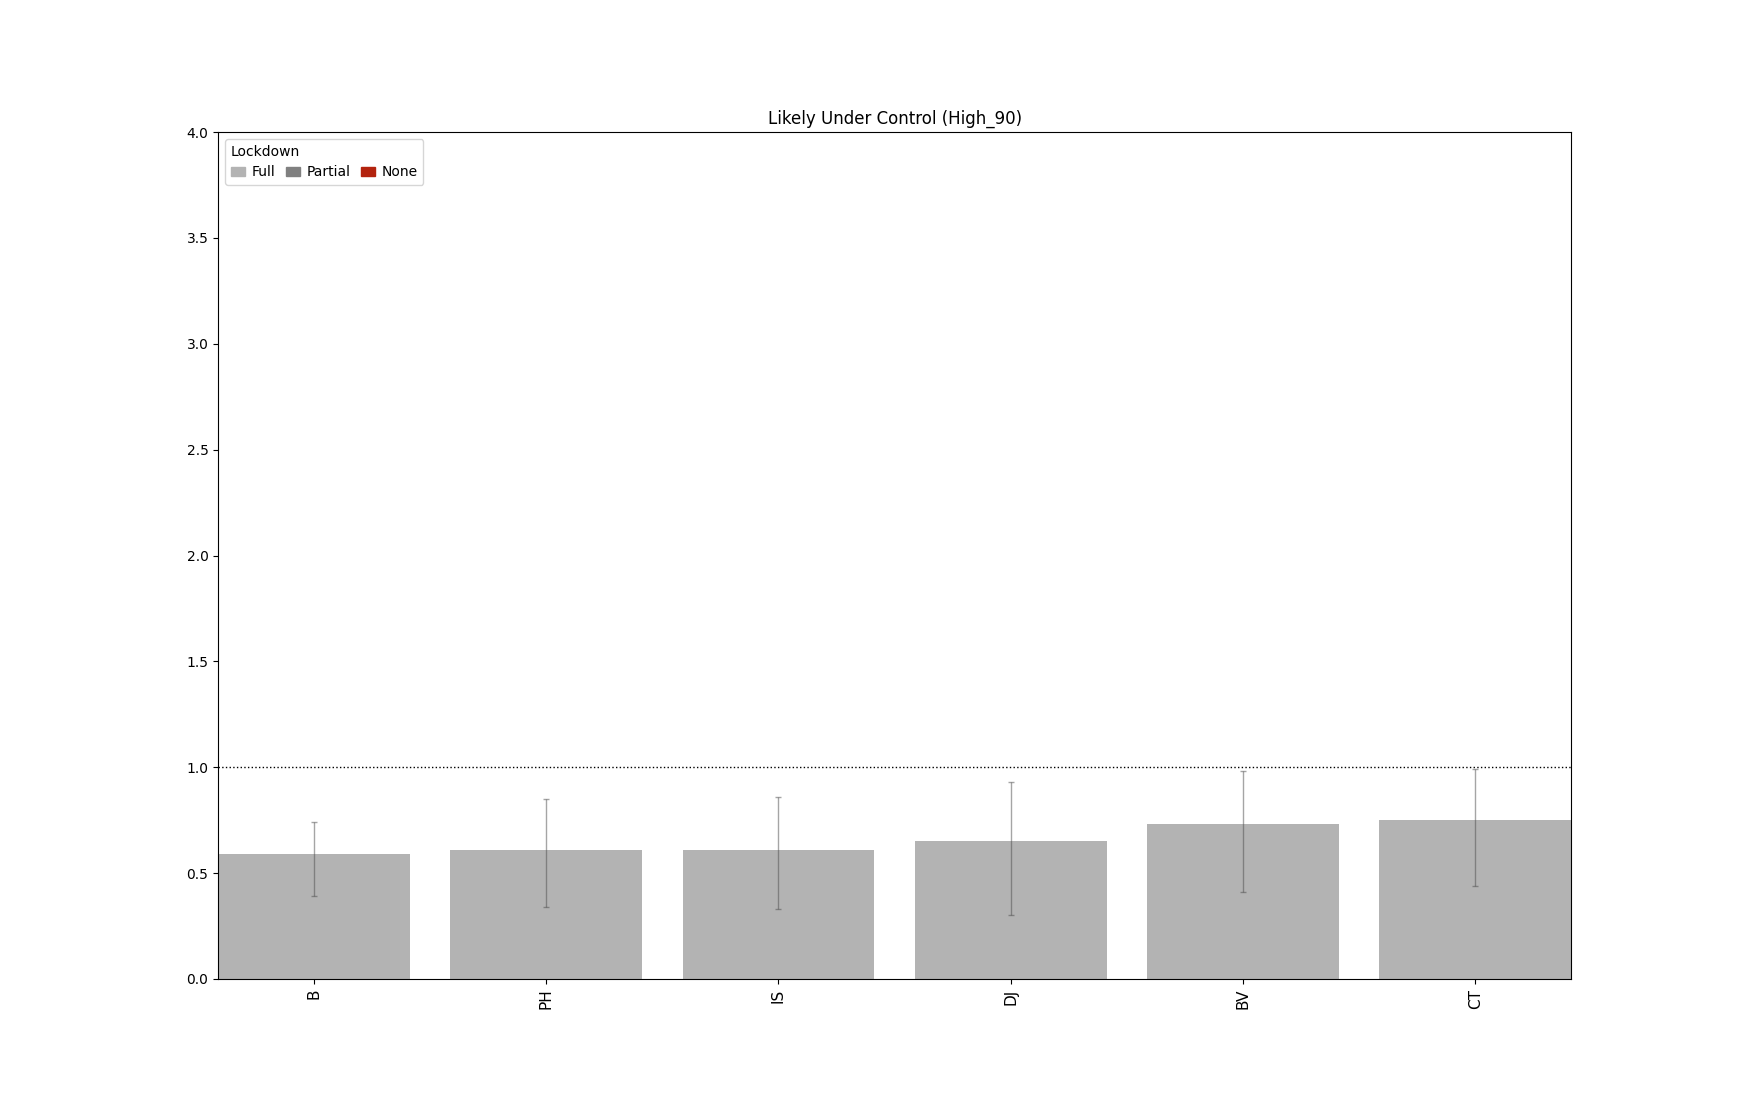 Likely Under Control (High_90)
Lockdown
Full Partial None
4.0
3.5
3.0
2.5
2.0
1.5
1.0
0.5
0.0
B PH IS DJ BV CT